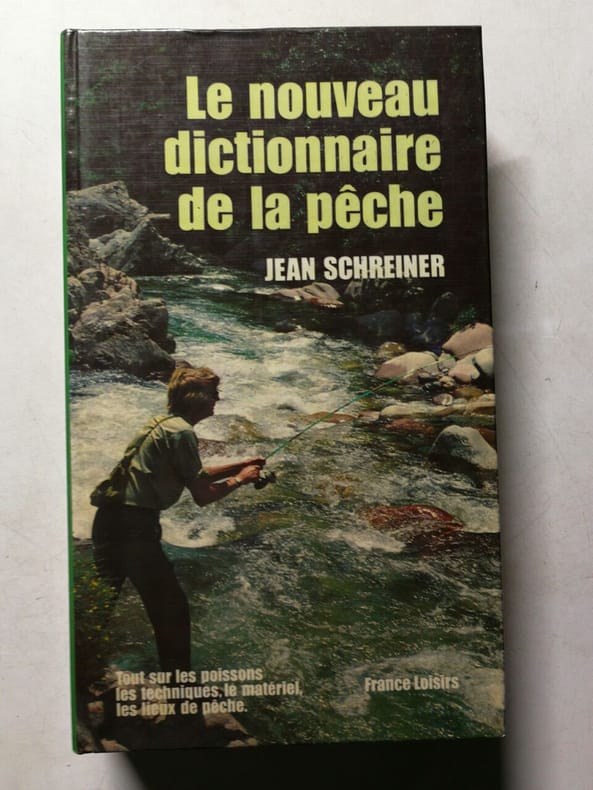 Le nouveau
dictionnaire
de la pêche
JEAN SCHREINER
Tout sur les poissons
les techniques, le matériel,
les lieux de pêche.
France Loisirs